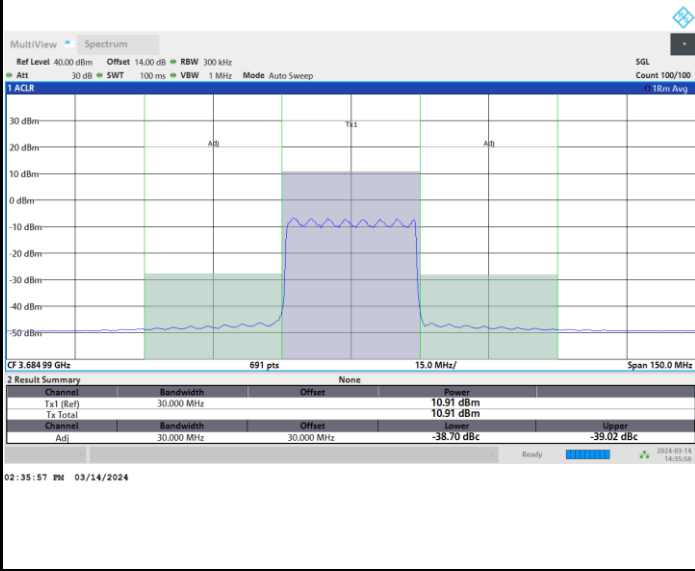 MultiView Spectrum
Ref Level 40.00 dBm Offset 14.00 dB RBW 300 kHz SGL
Att 30 dB SWT 100 ms VBW 1 MHz Mode Auto Sweep Count 100/100
1 ACLR 1Rm Avg
30 dBm
Tx1
20 dBm Adj Adj
10 dBm
0 dBm
-10 dBm
-20 dBm
-30 dBm
-40 dBm
-50 dBm
CF 3.684 99 GHz 691 pts 15.0 MHz/ Span 150.0 MHz
2 Result Summary None
Channel Bandwidth Offset Power
Tx1 (Ref) 30.000 MHz 10.91 dBm
Tx Total 10.91 dBm
Channel Bandwidth Offset Lower Upper
Adj 30.000 MHz 30.000 MHz -38.70 dBc -39.02 dBc
Ready 2024-03-14
14:35:58
02:35:57 PM 03/14/2024